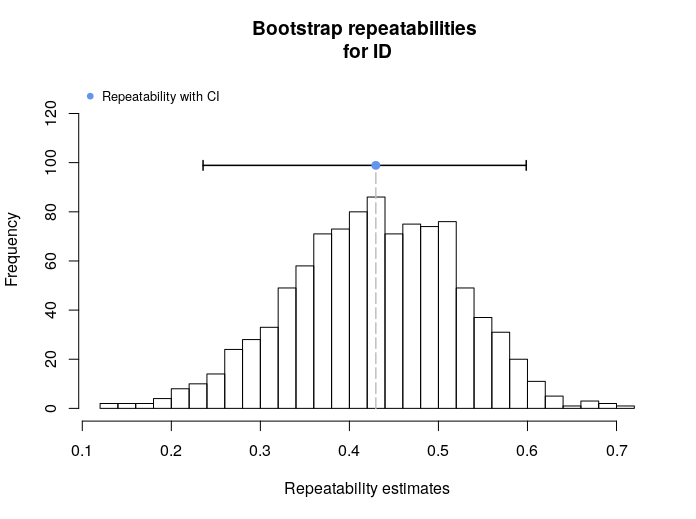 Bootstrap repeatabilities
for ID
Repeatability with CI
120
100
80
60
40
20
0
Frequency
0.1 0.2 0.3 0.4 0.5 0.6 0.7
Repeatability estimates